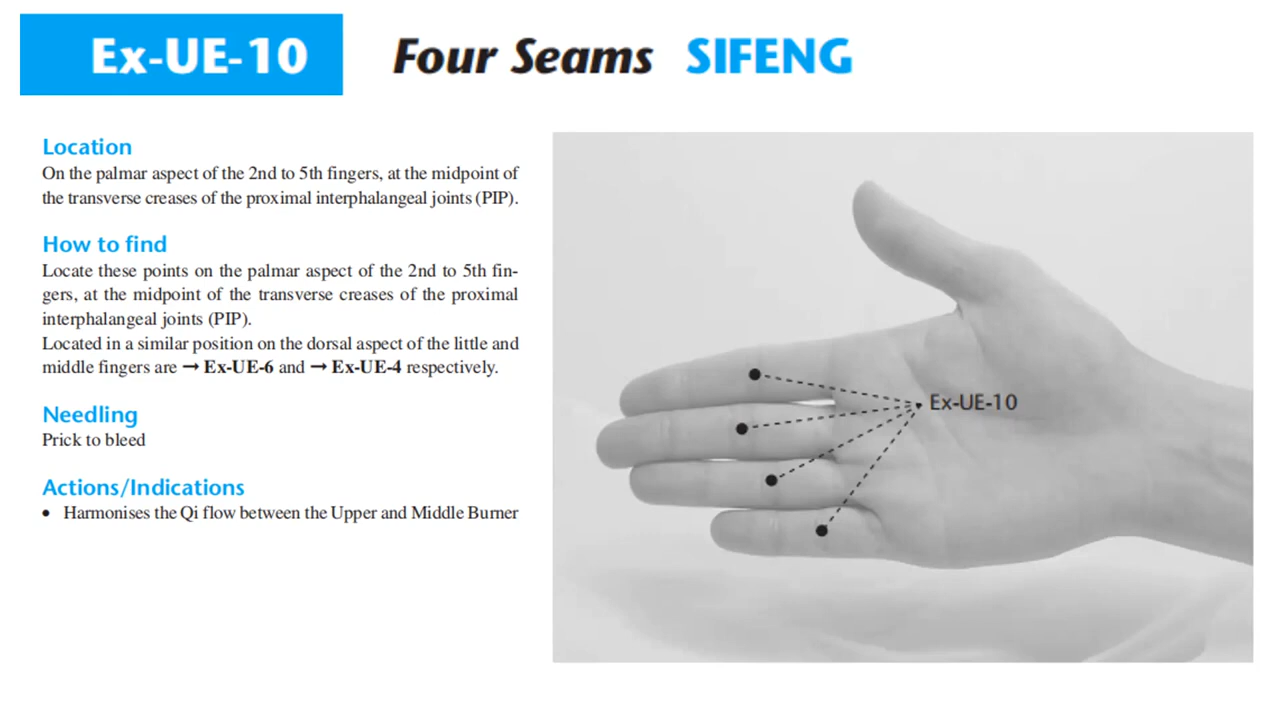 Ex-UE-10 Four Seams SIFENG
Location
On the palmar aspect of the 2nd to 5th fingers, at the midpoint of
the transverse creases of the proximal interphalangeal joints (PIP).
How to find
Locate these points on the palmar aspect of the 2nd to 5th fin-
gers, at the midpoint of the transverse creases of the proximal
interphalangeal joints (PIP).
Located in a similar position on the dorsal aspect of the little and
middle fingers are → Ex-UE-6 and → Ex-UE-4 respectively.
Needling
Prick to bleed
Actions/Indications
• Harmonises the Qi flow between the Upper and Middle Burner
Ex-UE-10